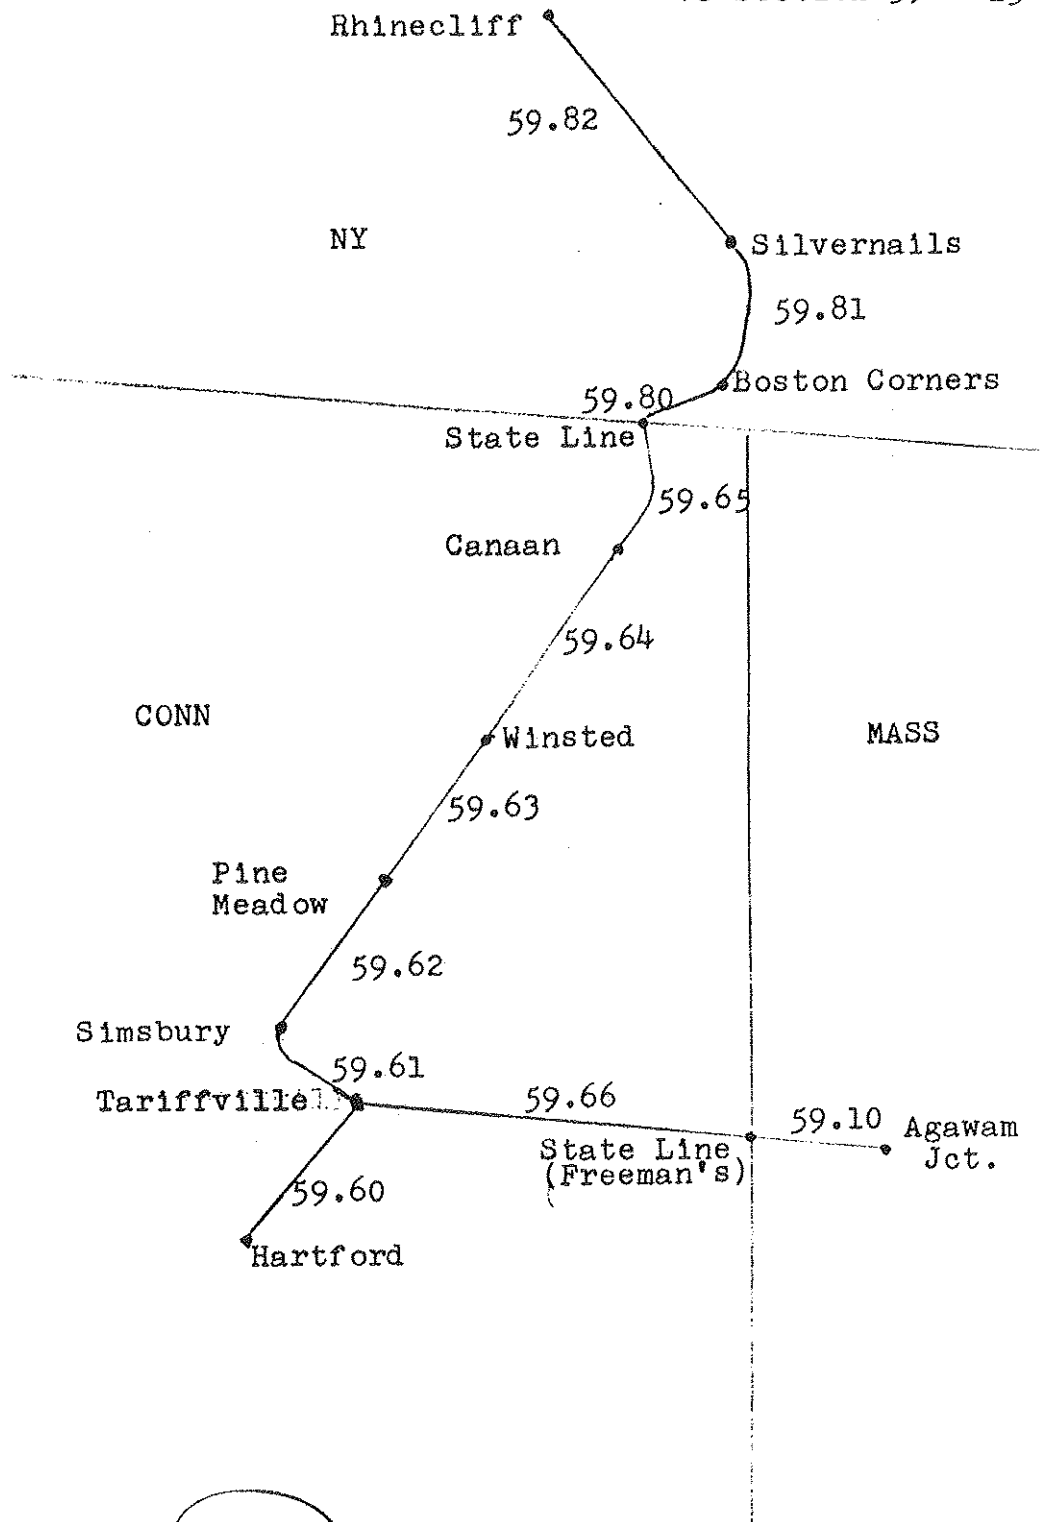 Rhinecliff
59.82
NY
Silvernails
59.81
Boston Corners
59.80
State Line
59.65
Canaan
59.64
CONN
Winsted
MASS
59.63
Pine
Meadow
59.62
Simsbury
59.61
Tariffville
59.66
59.10
Agawam
Jct.
State Line
(Freeman's)
59.60
Hartford